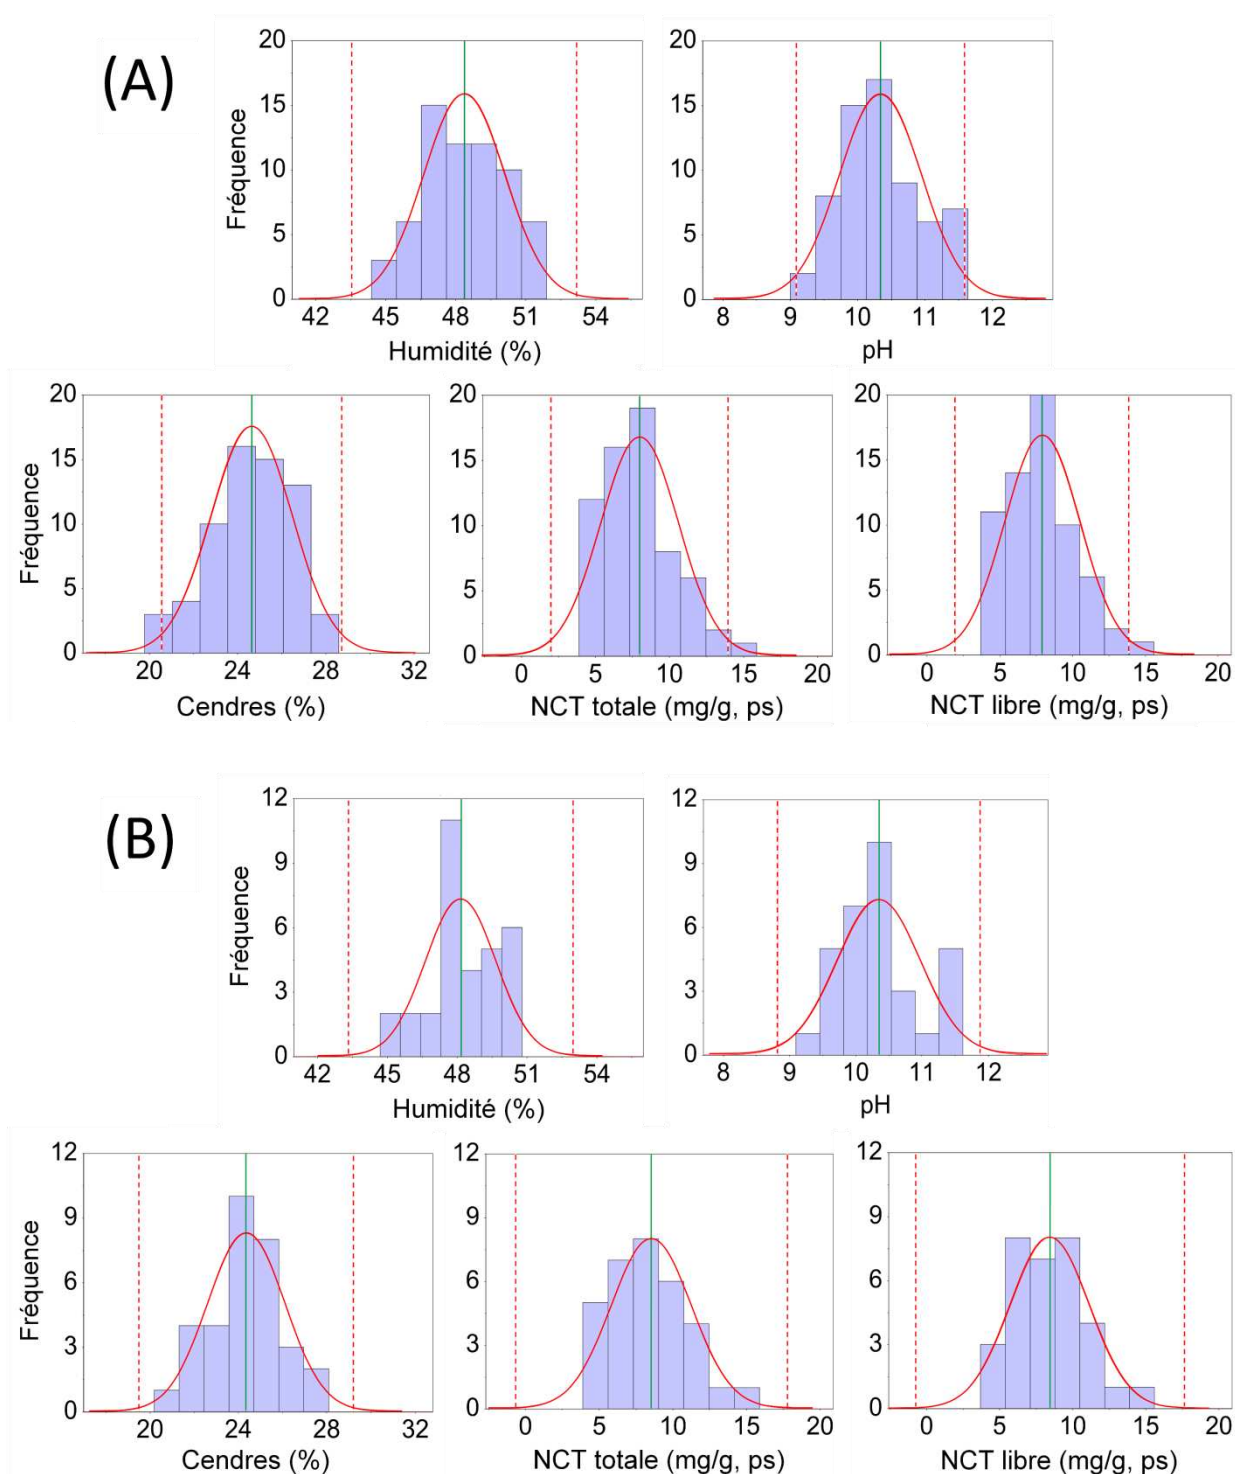 (A)
Fréquence
20
15
10
5
0
42 45 48 51 54
Humidité (%)
20
15
10
5
0
8 9 10 11 12
pH
Fréquence
20
15
10
5
0
20 24 28 32
Cendres (%)
20
15
10
5
0
0 5 10 15 20
NCT totale (mg/g, ps)
20
15
10
5
0
0 5 10 15 20
NCT libre (mg/g, ps)
(B)
Fréquence
12
9
6
3
0
42 45 48 51 54
Humidité (%)
12
9
6
3
0
8 9 10 11 12
pH
Fréquence
12
9
6
3
0
20 24 28 32
Cendres (%)
12
9
6
3
0
0 5 10 15 20
NCT totale (mg/g, ps)
12
9
6
3
0
0 5 10 15 20
NCT libre (mg/g, ps)